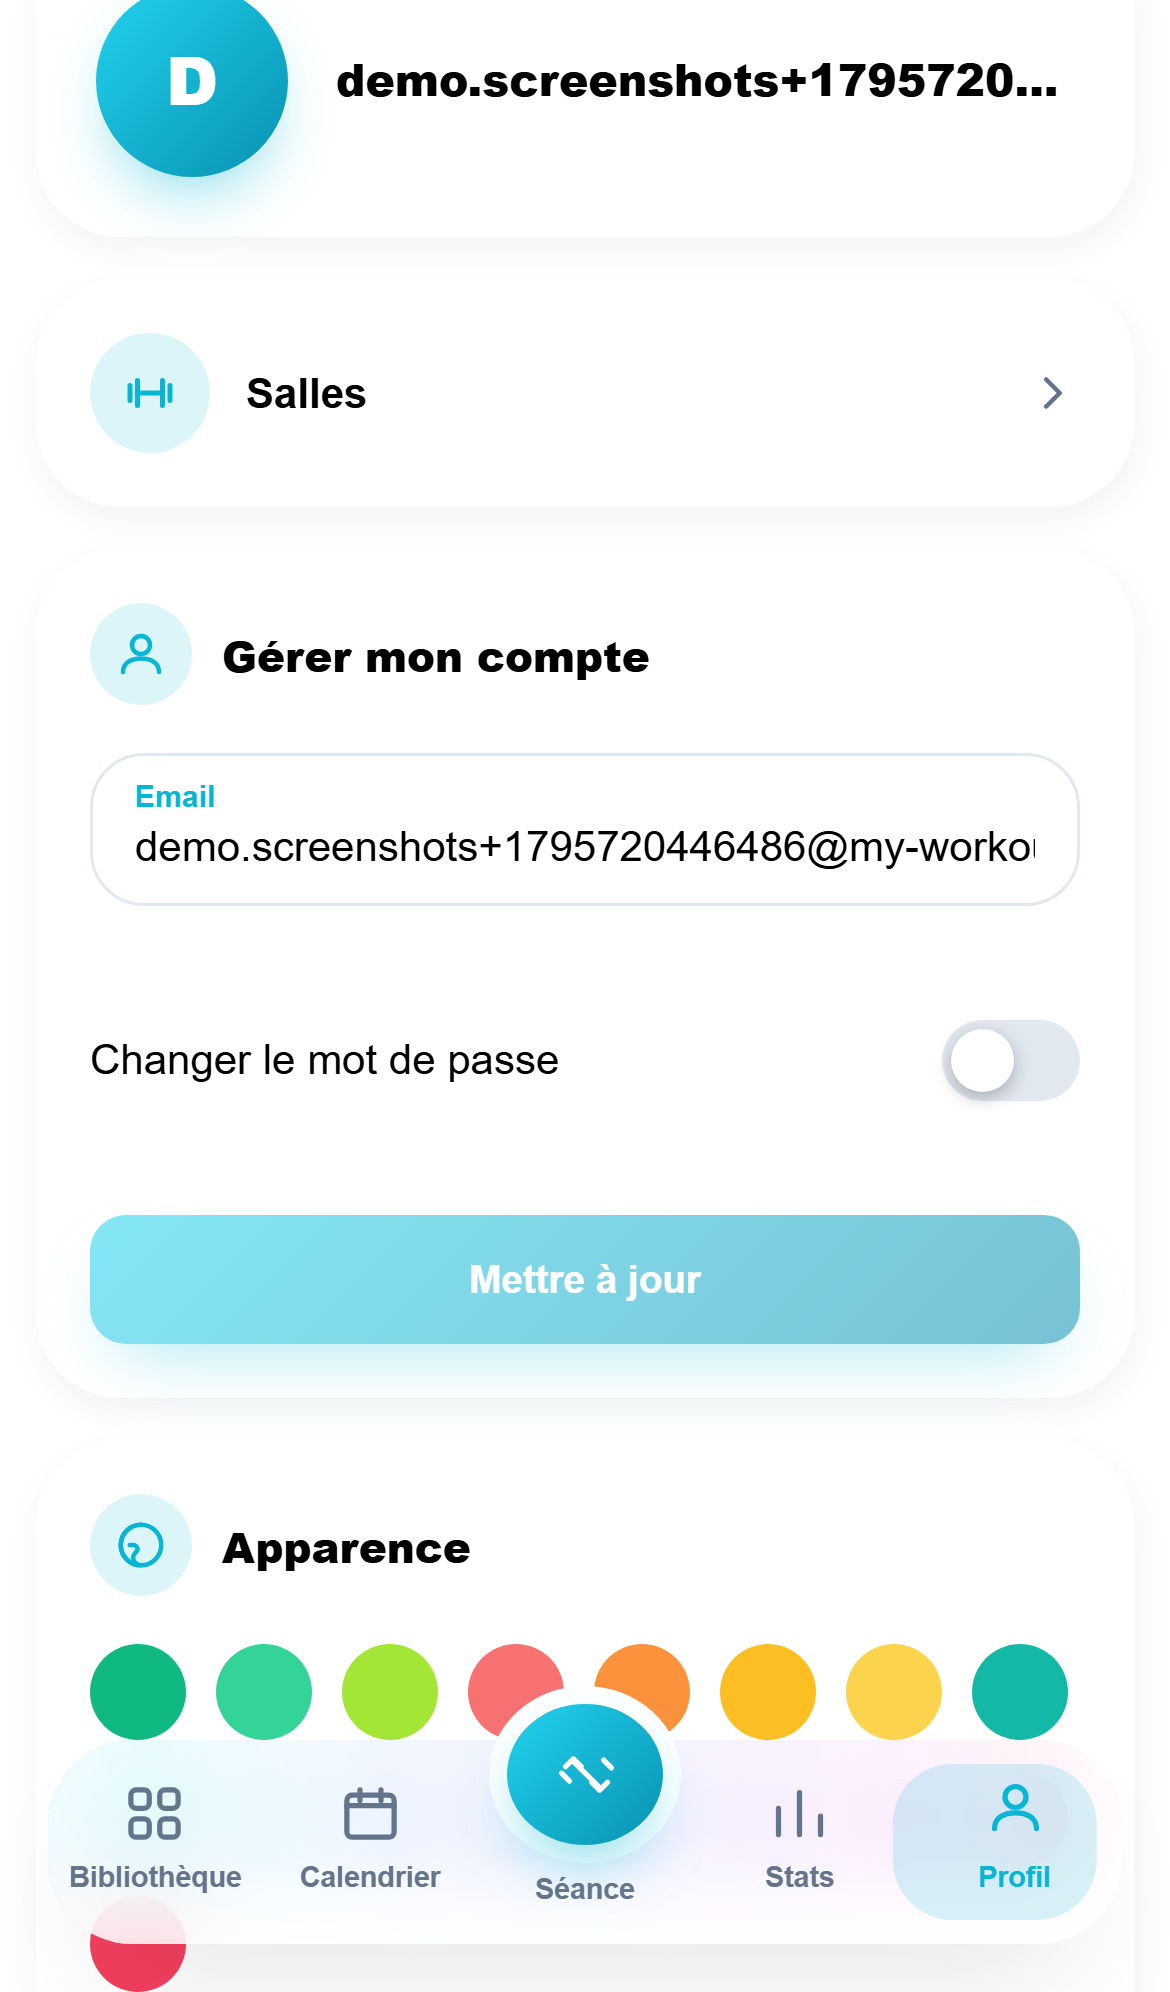 D
demo.screenshots+1795720...
Salles
Gérer mon compte
Email
demo.screenshots+1795720446486@my-workou
Changer le mot de passe
Mettre à jour
Apparence
Bibliothèque
Calendrier
Séance
Stats
Profil